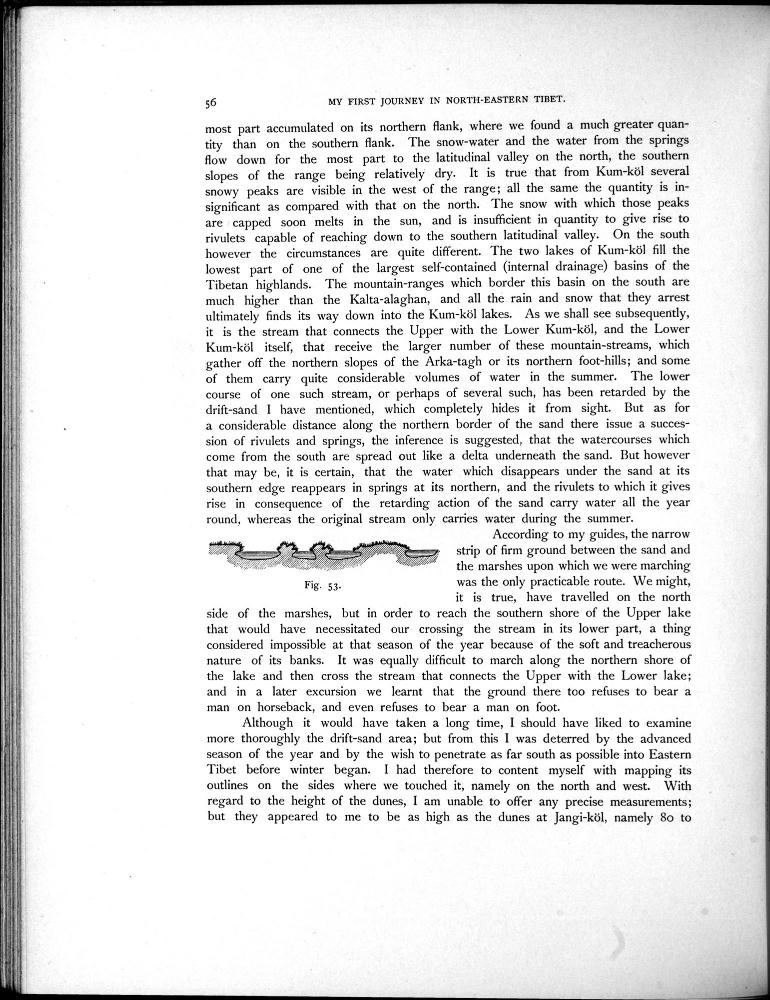 56 MY FIRST JOURNEY IN NORTH-EASTERN TIBET.
most part accumulated on its northern flank, where we found a much greater quan-
tity than on the southern flank. The snow-water and the water from the springs
flow down for the most part to the latitudinal valley on the north, the southern
slopes of the range being relatively dry. It is true that from Kum-köl several
snowy peaks are visible in the west of the range; all the same the quantity is in-
significant as compared with that on the north. The snow with which those peaks
are capped soon melts in the sun, and is insufficient in quantity to give rise to
rivulets capable of reaching down to the southern latitudinal valley. On the south
however the circumstances are quite different. The two lakes of Kum-köl fill the
lowest part of one of the largest self-contained (internal drainage) basins of the
Tibetan highlands. The mountain-ranges which border this basin on the south are
much higher than the Kalta-alaghan, and all the rain and snow that they arrest
ultimately finds its way down into the Kum-köl lakes. As we shall see subsequently,
it is the stream that connects the Upper with the Lower Kum-köl, and the Lower
Kum-köl itself, that receive the larger number of these mountain-streams, which
gather off the northern slopes of the Arka-tagh or its northern foot-hills; and some
of them carry quite considerable volumes of water in the summer. The lower
course of one such stream, or perhaps of several such, has been retarded by the
drift-sand I have mentioned, which completely hides it from sight. But as for
a considerable distance along the northern border of the sand there issue a succes-
sion of rivulets and springs, the inference is suggested, that the watercourses which
come from the south are spread out like a delta underneath the sand. But however
that may be, it is certain, that the water which disappears under the sand at its
southern edge reappears in springs at its northern, and the rivulets to which it gives
rise in consequence of the retarding action of the sand carry water all the year
round, whereas the original stream only carries water during the summer.
According to my guides, the narrow
strip of firm ground between the sand and
the marshes upon which we were marching
was the only practicable route. We might,
it is true, have travelled on the north
Fig. 53.
side of the marshes, but in order to reach the southern shore of the Upper lake
that would have necessitated our crossing the stream in its lower part, a thing
considered impossible at that season of the year because of the soft and treacherous
nature of its banks. It was equally difficult to march along the northern shore of
the lake and then cross the stream that connects the Upper with the Lower lake;
and in a later excursion we learnt that the ground there too refuses to bear a
man on horseback, and even refuses to bear a man on foot.
Although it would have taken a long time, I should have liked to examine
more thoroughly the drift-sand area; but from this I was deterred by the advanced
season of the year and by the wish to penetrate as far south as possible into Eastern
Tibet before winter began. I had therefore to content myself with mapping its
outlines on the sides where we touched it, namely on the north and west. With
regard to the height of the dunes, I am unable to offer any precise measurements;
but they appeared to me to be as high as the dunes at Jangi-köl, namely 80 to